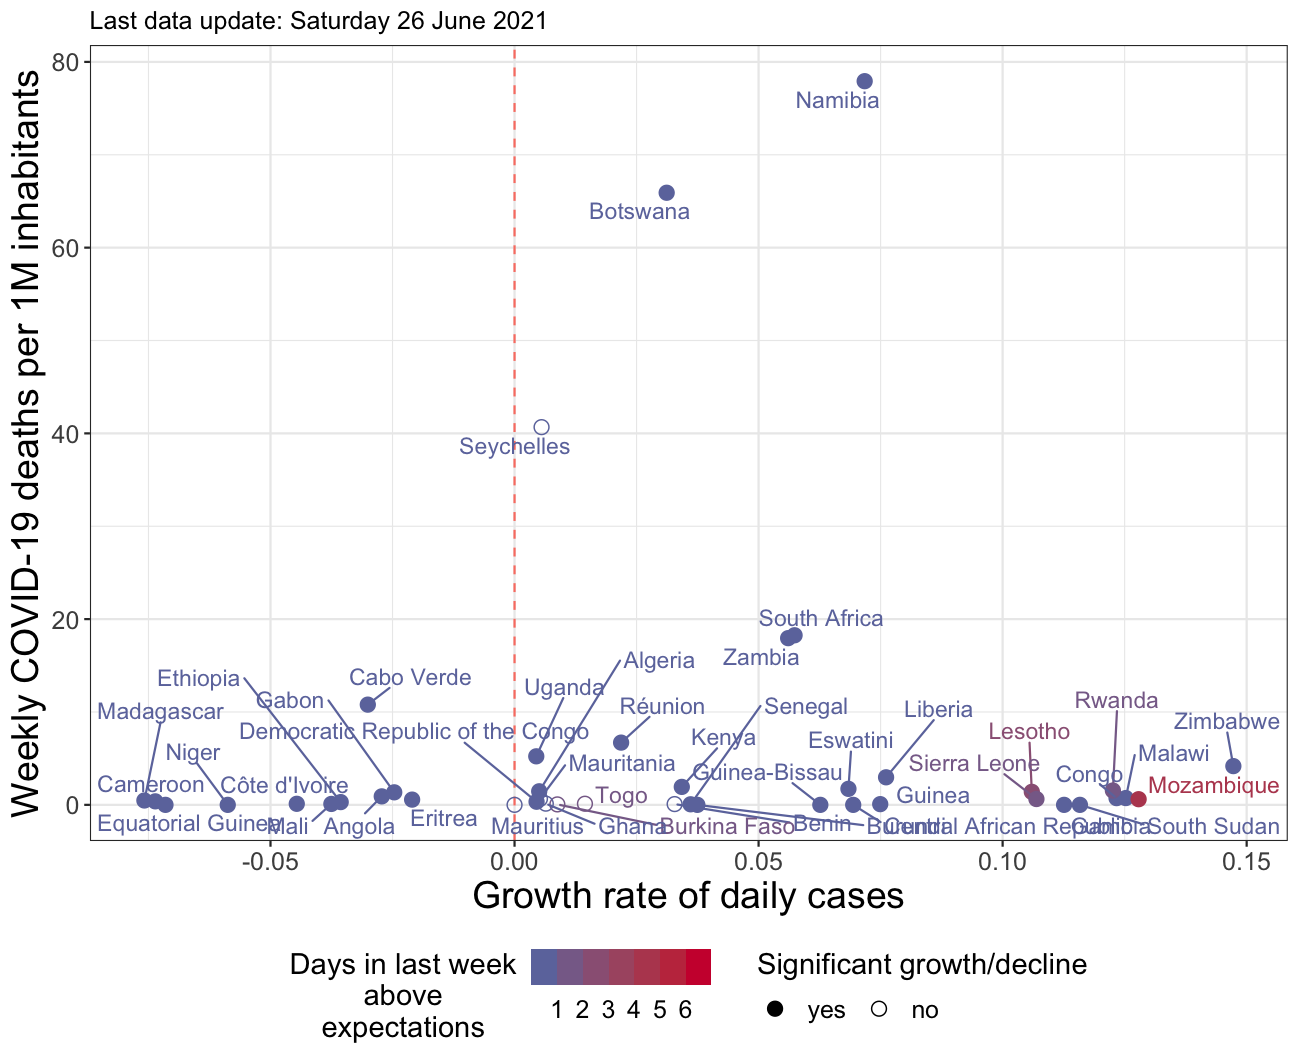 Last data update: Saturday 26 June 2021
Weekly COVID-19 deaths per 1M inhabitants
80
60
40
20
0
Namibia
Botswana
Seychelles
South Africa
Zambia
Algeria
Ethiopia
Cabo Verde
Uganda
Gabon
Réunion
Senegal
Rwanda
Madagascar
Liberia
Zimbabwe
Democratic Republic of the Congo
Kenya
Eswatini
Lesotho
Niger
Malawi
Mauritania
Guinea-Bissau
Sierra Leone
Congo
Cameroon
Côte d'Ivoire
Togo
Guinea
Mozambique
Equatorial Guinea
Mali
Angola
Eritrea
Mauritius
Ghana
Burkina Faso
Benin
Burundi
Central African Republic
Gambia
South Sudan
-0.05
0.00
0.05
0.10
0.15
Growth rate of daily cases
Days in last week
above
expectations
1 2 3 4 5 6
Significant growth/decline
yes
no